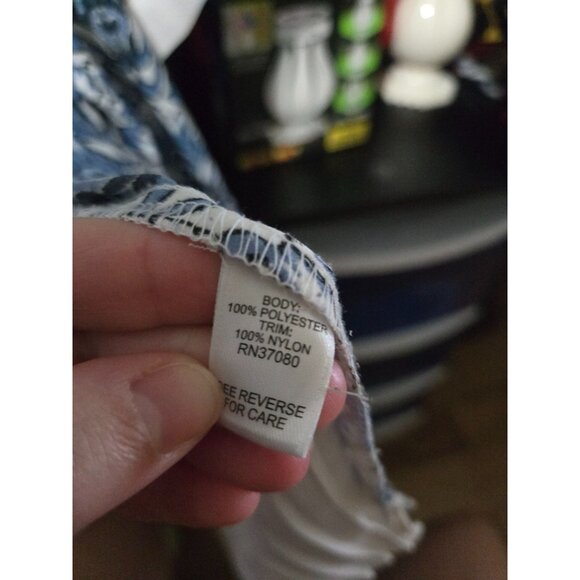 BODY:
100% POLYESTER
TRIM:
100% NYLON
RN37080
SEE REVERSE
FOR CARE